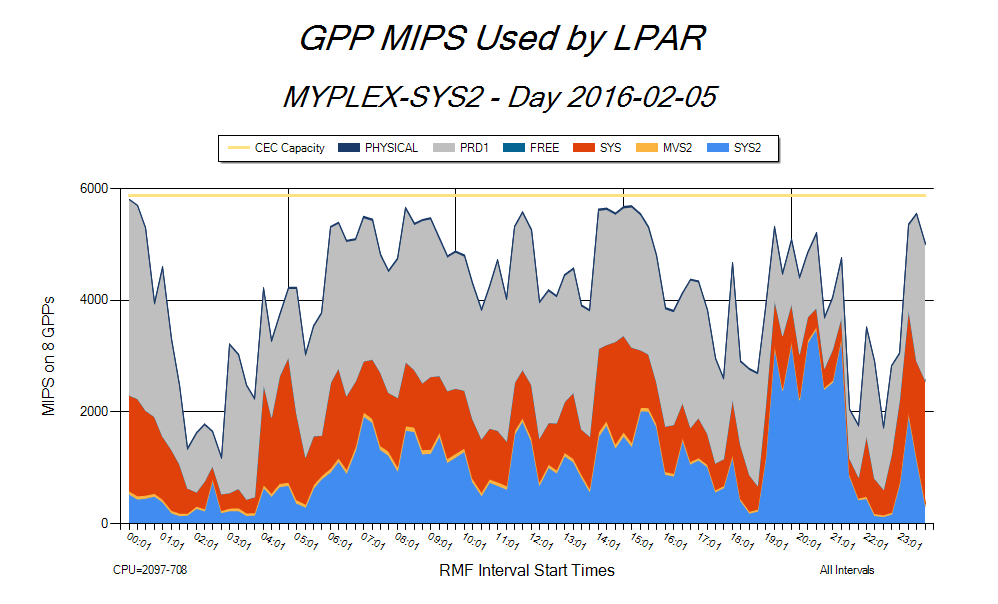 GPP MIPS Used by LPAR
MYPLEX-SYS2 - Day 2016-02-05
CEC Capacity PHYSICAL PRD1 FREE SYS MVS2 SYS2
6000
4000
2000
0
MIPS on 8 GPPs
00:01 01:01 02:01 03:01 04:01 05:01 06:01 07:01 08:01 09:01 10:01 11:01 12:01 13:01 14:01 15:01 16:01 17:01 18:01 19:01 20:01 21:01 22:01 23:01
CPU=2097-708 RMF Interval Start Times All Intervals